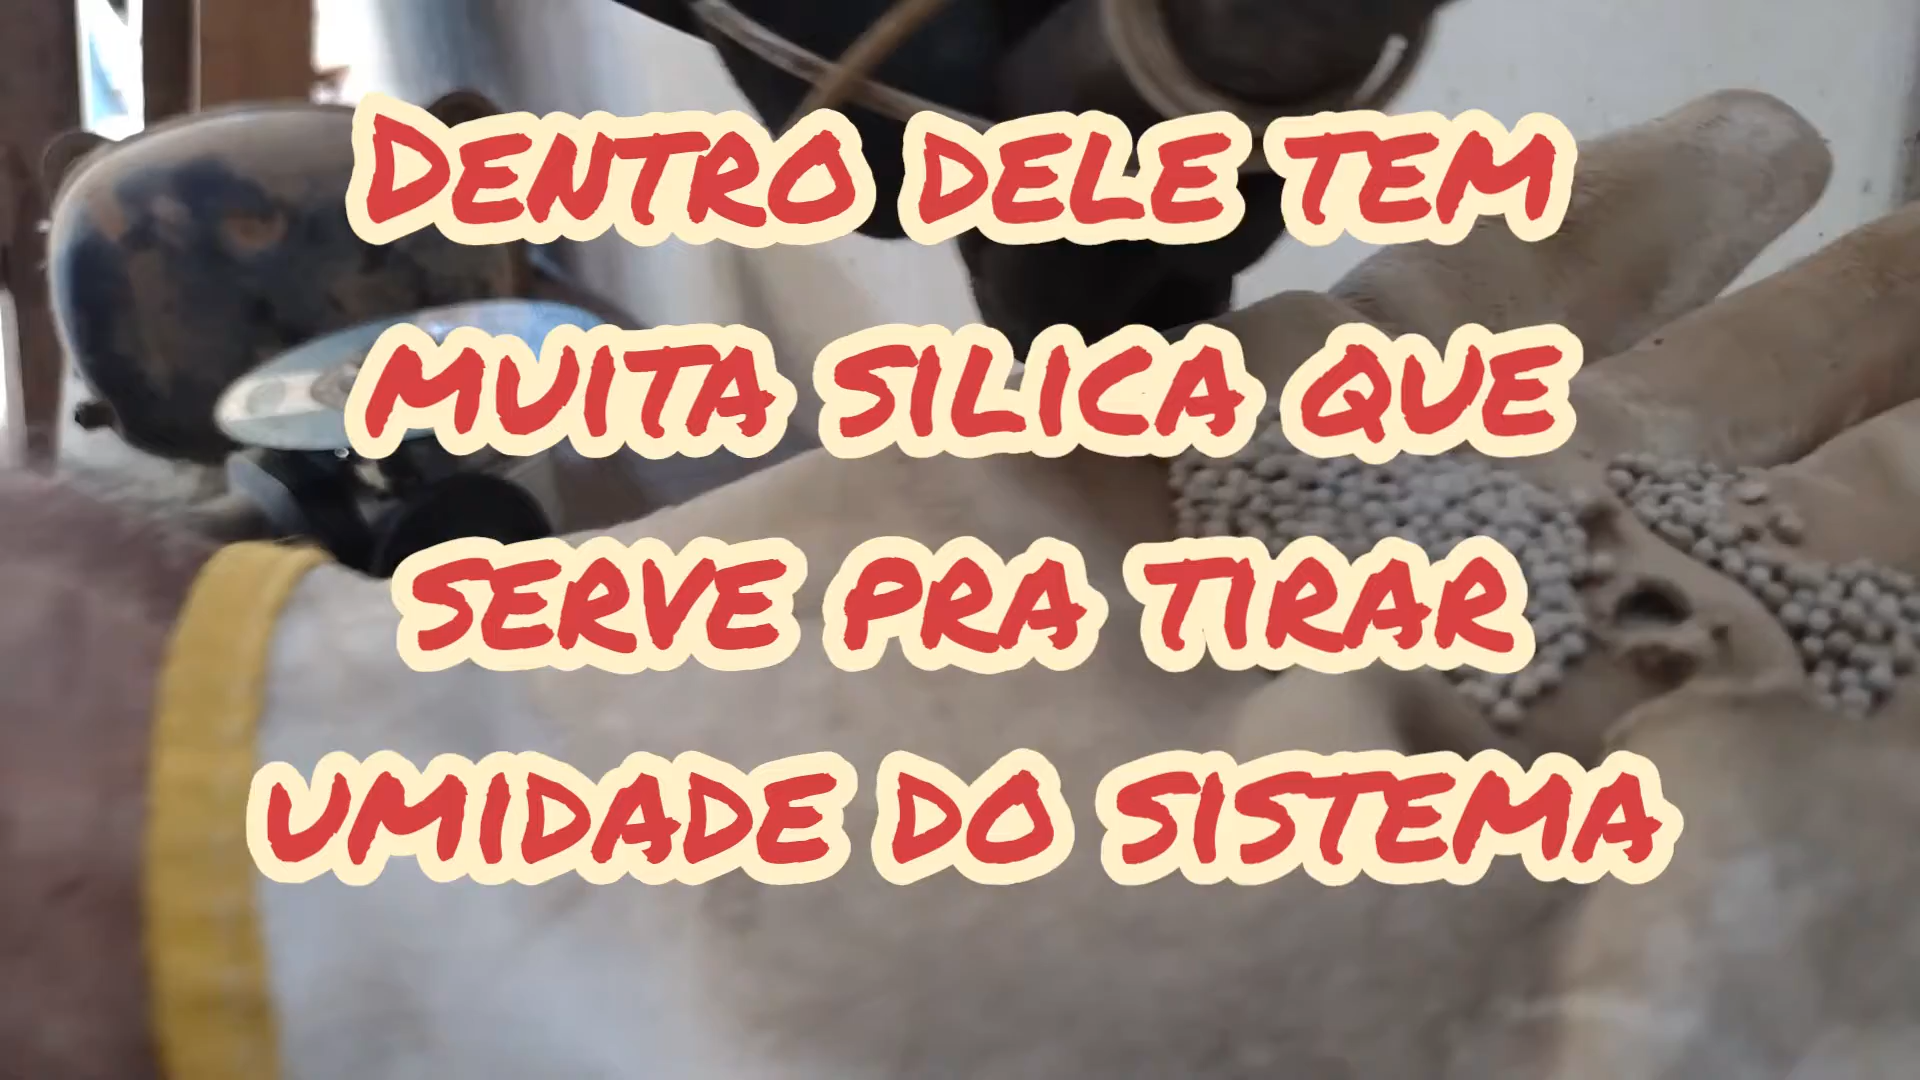 Dentro dele tem
muita silica que
serve pra tirar
umidade do sistema